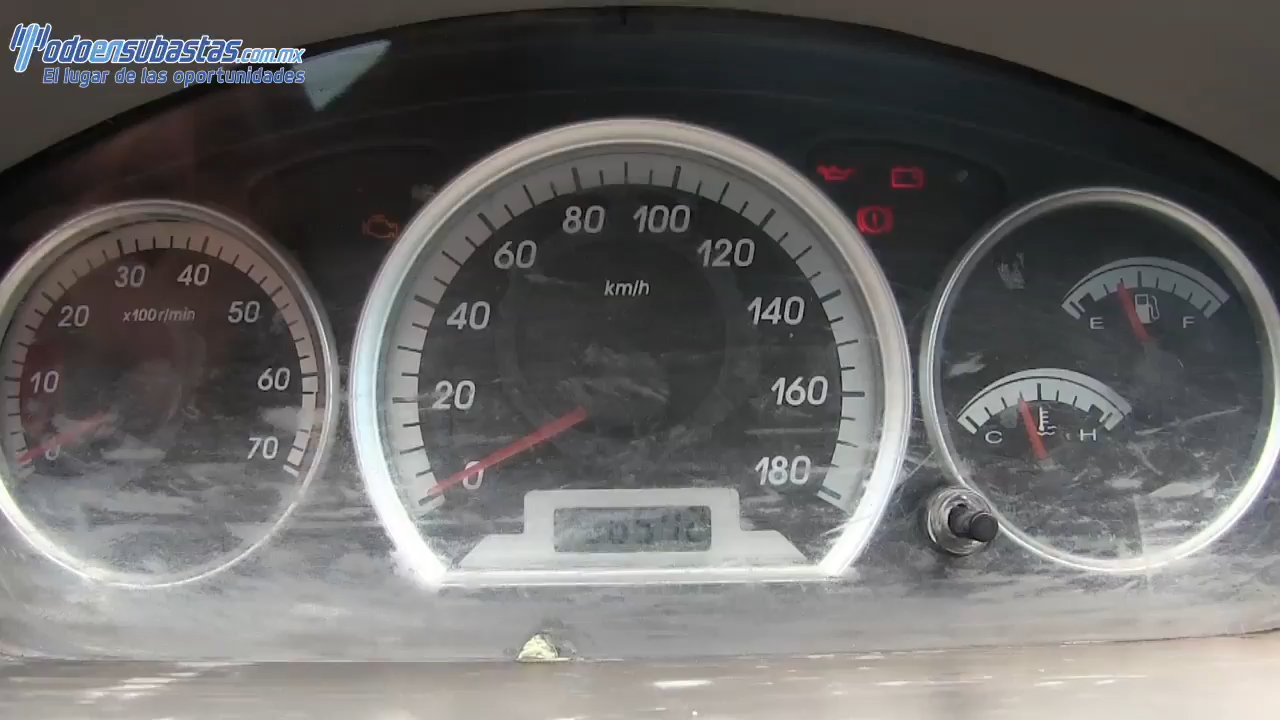 Todoensubastas.com.mx
El lugar de las oportunidades
0
10
20
30
40
50
60
70
x100r/min
0
20
40
60
80
100
120
140
160
180
km/h
E
F
C
H